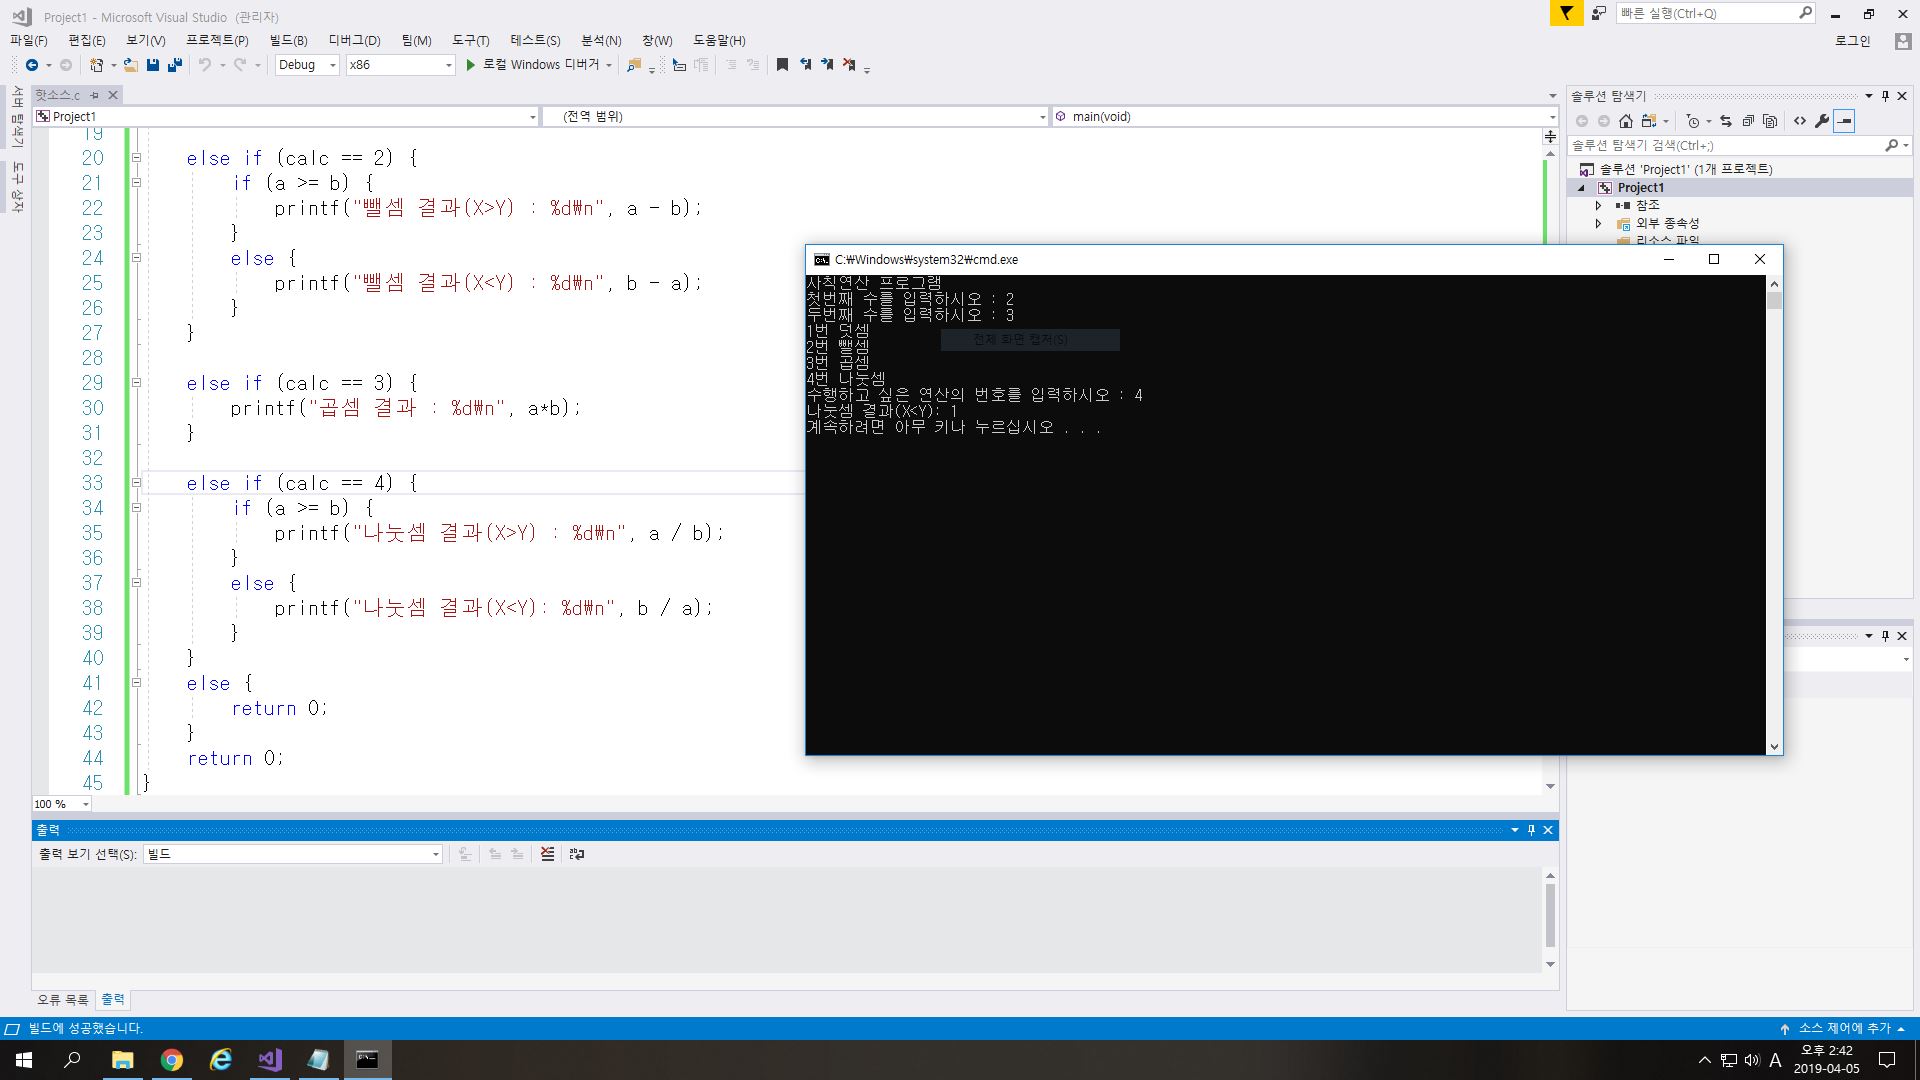 Project1 - Microsoft Visual Studio (관리자)
빠른 실행(Ctrl+Q)
파일(F) 편집(E) 보기(V) 프로젝트(P) 빌드(B) 디버그(D) 팀(M) 도구(T) 테스트(S) 분석(N) 창(W) 도움말(H)
로그인
Debug x86 로컬 Windows 디버거
서버 탐색기
도구 상자
핫소스.c
Project1 (전역 범위) main(void)
19
20 else if (calc == 2) {
21 if (a >= b) {
22 printf("뺄셈 결과(X>Y) : %d₩n", a - b);
23 }
24 else {
25 printf("뺄셈 결과(X<Y) : %d₩n", b - a);
26 }
27 }
28
29 else if (calc == 3) {
30 printf("곱셈 결과 : %d₩n", a*b);
31 }
32
33 else if (calc == 4) {
34 if (a >= b) {
35 printf("나눗셈 결과(X>Y) : %d₩n", a / b);
36 }
37 else {
38 printf("나눗셈 결과(X<Y): %d₩n", b / a);
39 }
40 }
41 else {
42 return 0;
43 }
44 return 0;
45 }
100 %
C:₩Windows₩system32₩cmd.exe
사칙연산 프로그램
첫번째 수를 입력하시오 : 2
두번째 수를 입력하시오 : 3
1번 덧셈
2번 뺄셈
3번 곱셈
4번 나눗셈
수행하고 싶은 연산의 번호를 입력하시오 : 4
나눗셈 결과(X<Y): 1
계속하려면 아무 키나 누르십시오 . . .
전체 화면 캡처(S)
솔루션 탐색기
솔루션 탐색기 검색(Ctrl+;)
솔루션 'Project1' (1개 프로젝트)
Project1
참조
외부 종속성
리소스 파일
출력
출력 보기 선택(S): 빌드
오류 목록 출력
빌드에 성공했습니다.
소스 제어에 추가
A
오후 2:42
2019-04-05